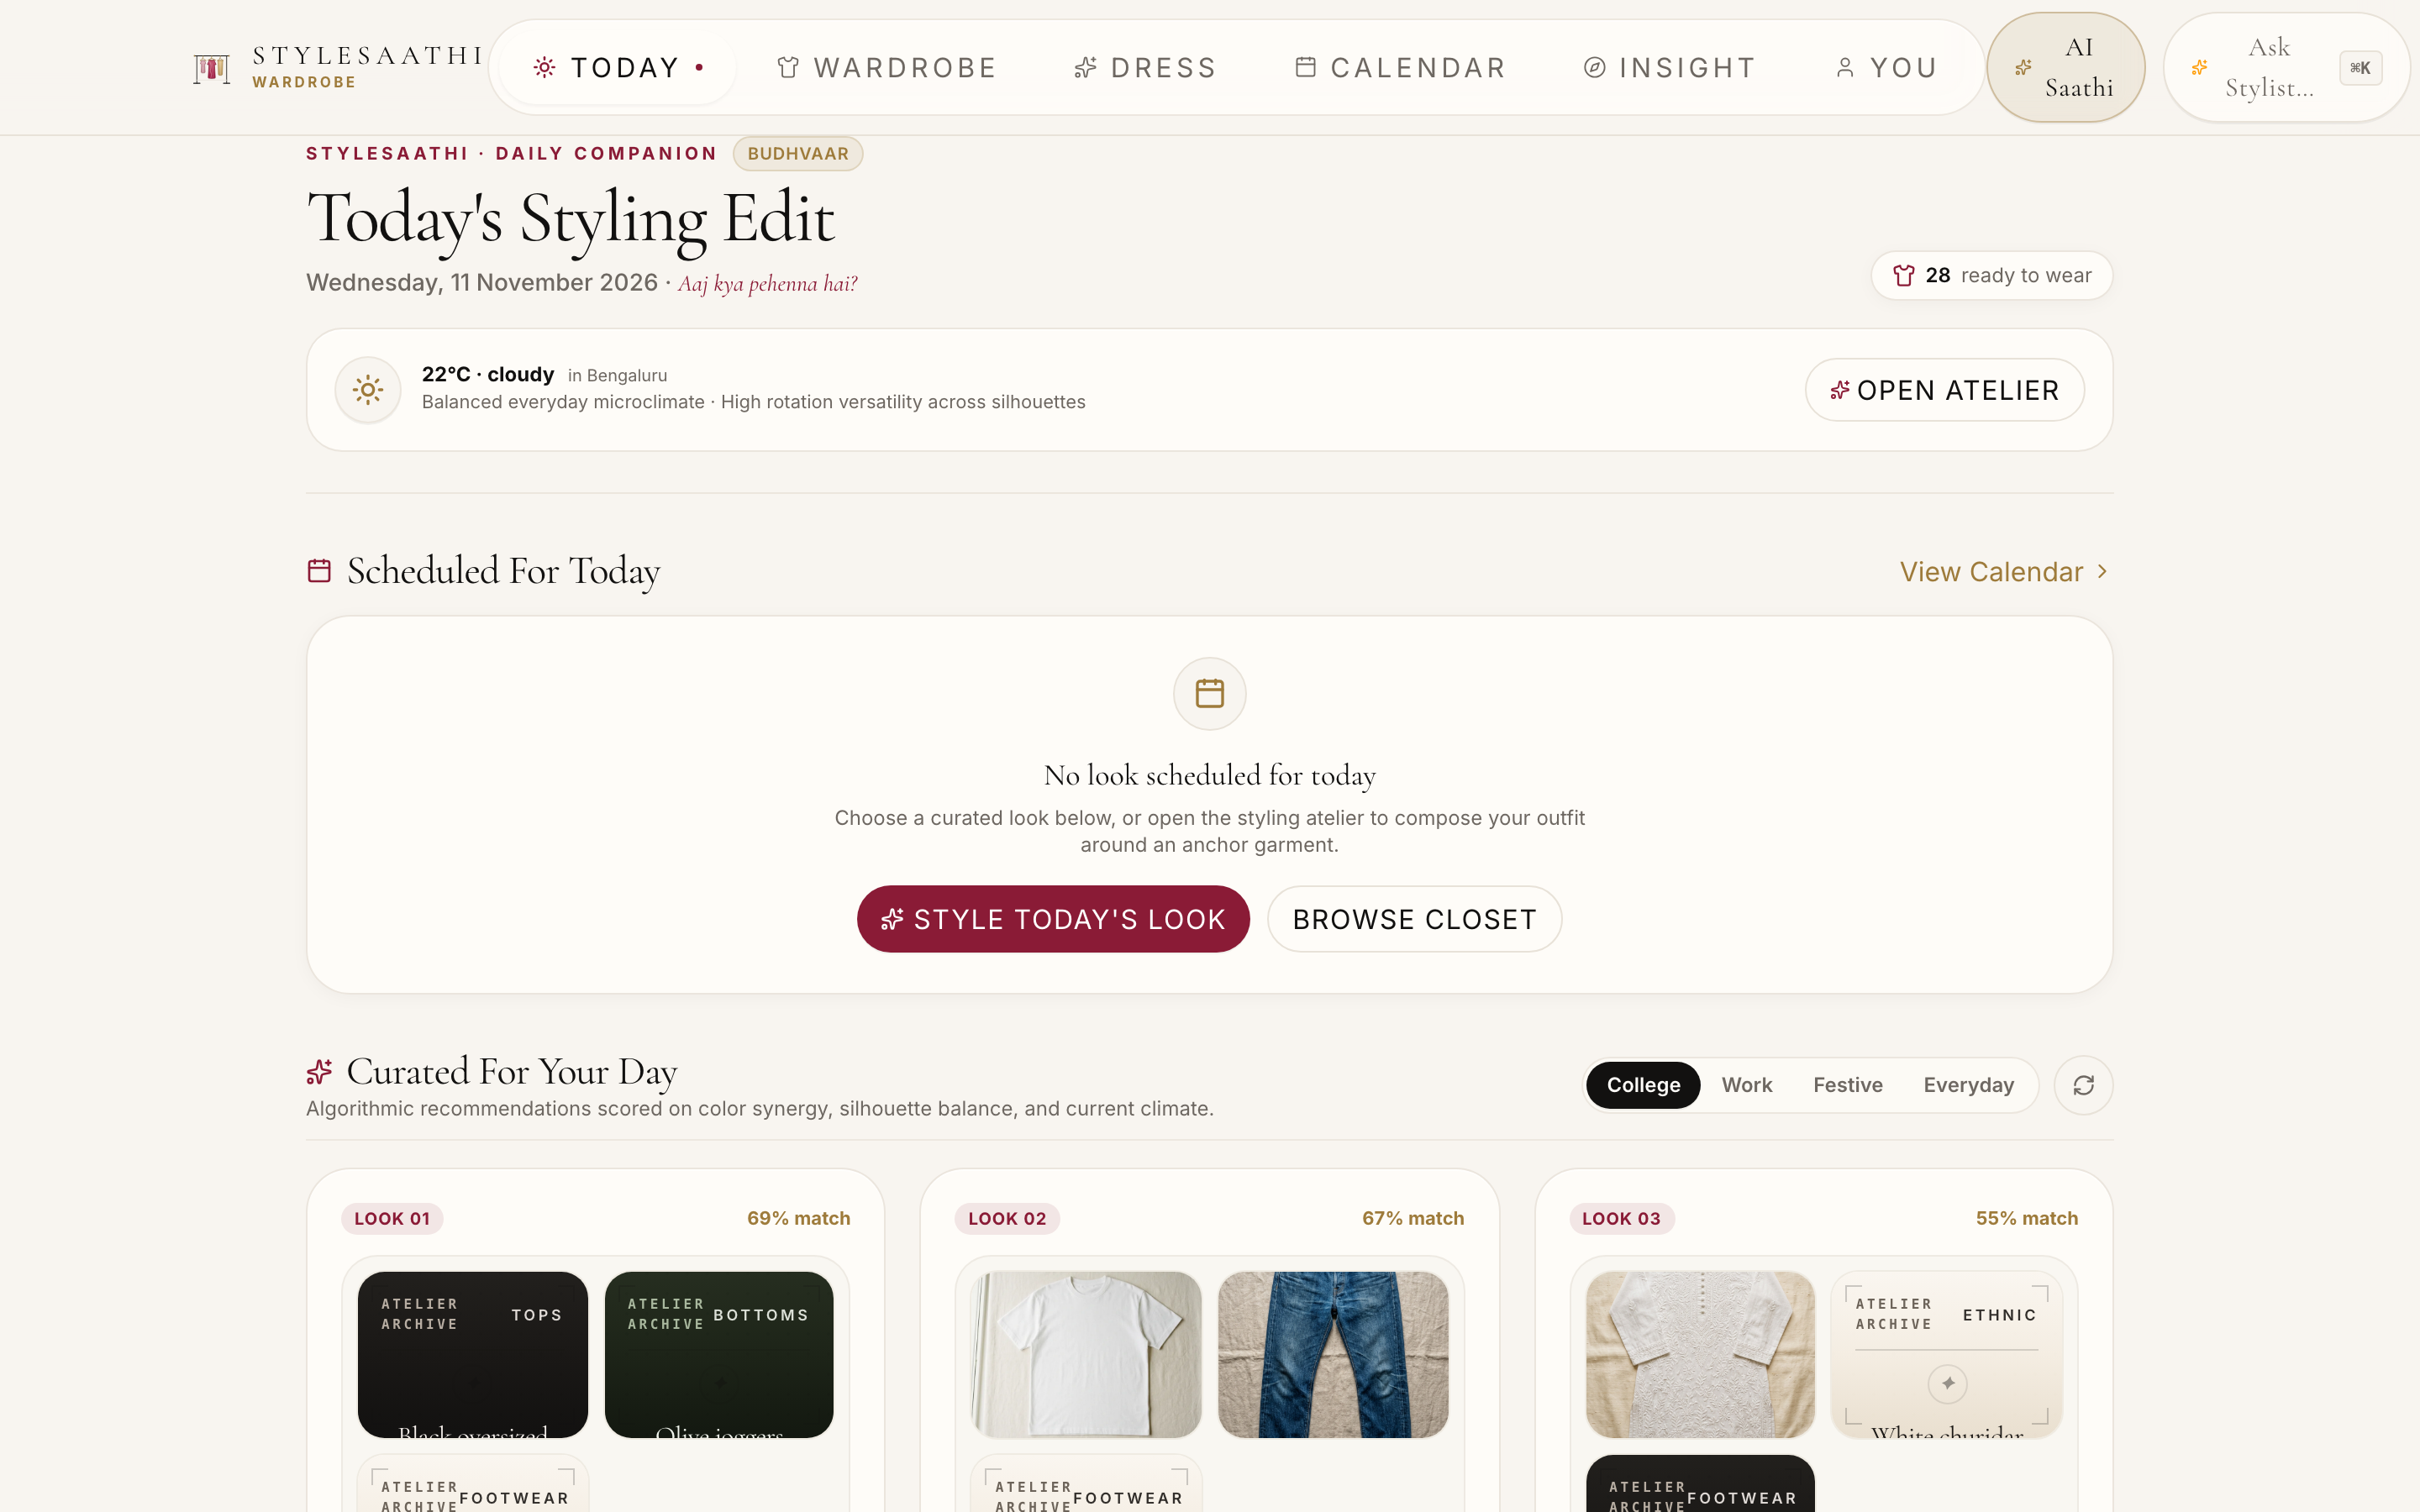 STYLESAATHI
WARDROBE
TODAY
WARDROBE
DRESS
CALENDAR
INSIGHT
YOU
AI
Saathi
Ask
Stylist...
⌘K
STYLESAATHI · DAILY COMPANION
BUDHVAAR
Today's Styling Edit
Wednesday, 11 November 2026 · Aaj kya pehenna hai?
28 ready to wear
22°C · cloudy in Bengaluru
Balanced everyday microclimate · High rotation versatility across silhouettes
OPEN ATELIER
Scheduled For Today
View Calendar
No look scheduled for today
Choose a curated look below, or open the styling atelier to compose your outfit
around an anchor garment.
STYLE TODAY'S LOOK
BROWSE CLOSET
Curated For Your Day
Algorithmic recommendations scored on color synergy, silhouette balance, and current climate.
College
Work
Festive
Everyday
LOOK 01
69% match
ATELIER
ARCHIVE
TOPS
Black oversized
ATELIER
ARCHIVE
BOTTOMS
Olive joggers
ATELIER
ARCHIVE
FOOTWEAR
LOOK 02
67% match
ATELIER
ARCHIVE
FOOTWEAR
LOOK 03
55% match
ATELIER
ARCHIVE
ETHNIC
White churidar
ATELIER
ARCHIVE
FOOTWEAR